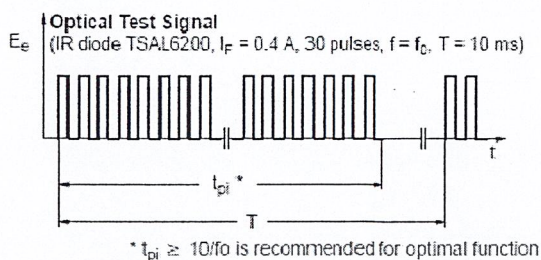 Optical Test Signal
(IR diode TSAL6200, IF = 0.4 A, 30 pulses, f = f0, T = 10 ms)
Ee
t
tpi *
T
* tpi ≥ 10/fo is recommended for optimal function